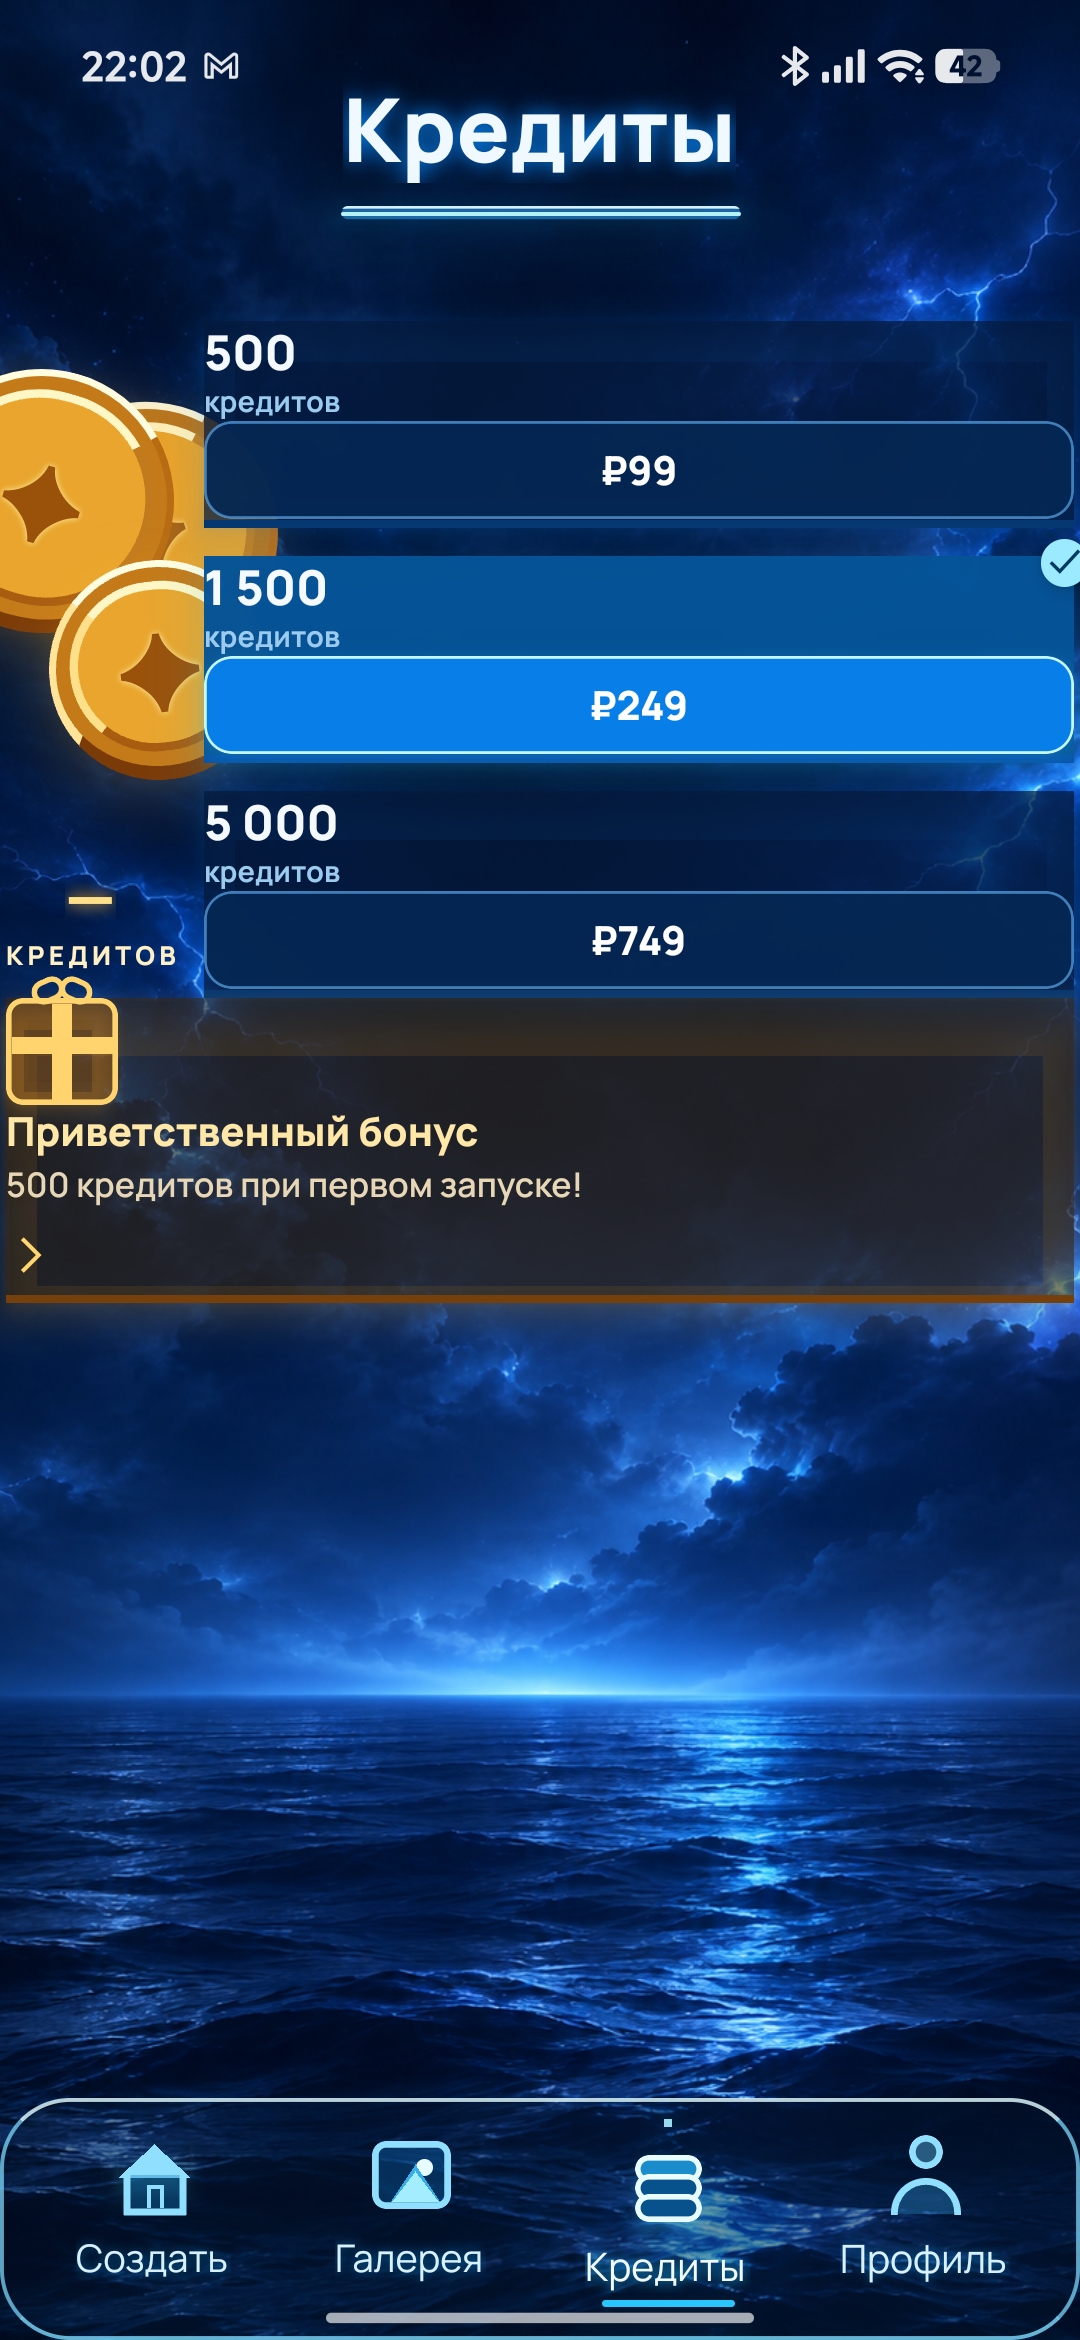 22:02
42
Кредиты
500
кредитов
₽99
1 500
кредитов
₽249
5 000
кредитов
₽749
—
КРЕДИТОВ
Приветственный бонус
500 кредитов при первом запуске!
Создать
Галерея
Кредиты
Профиль